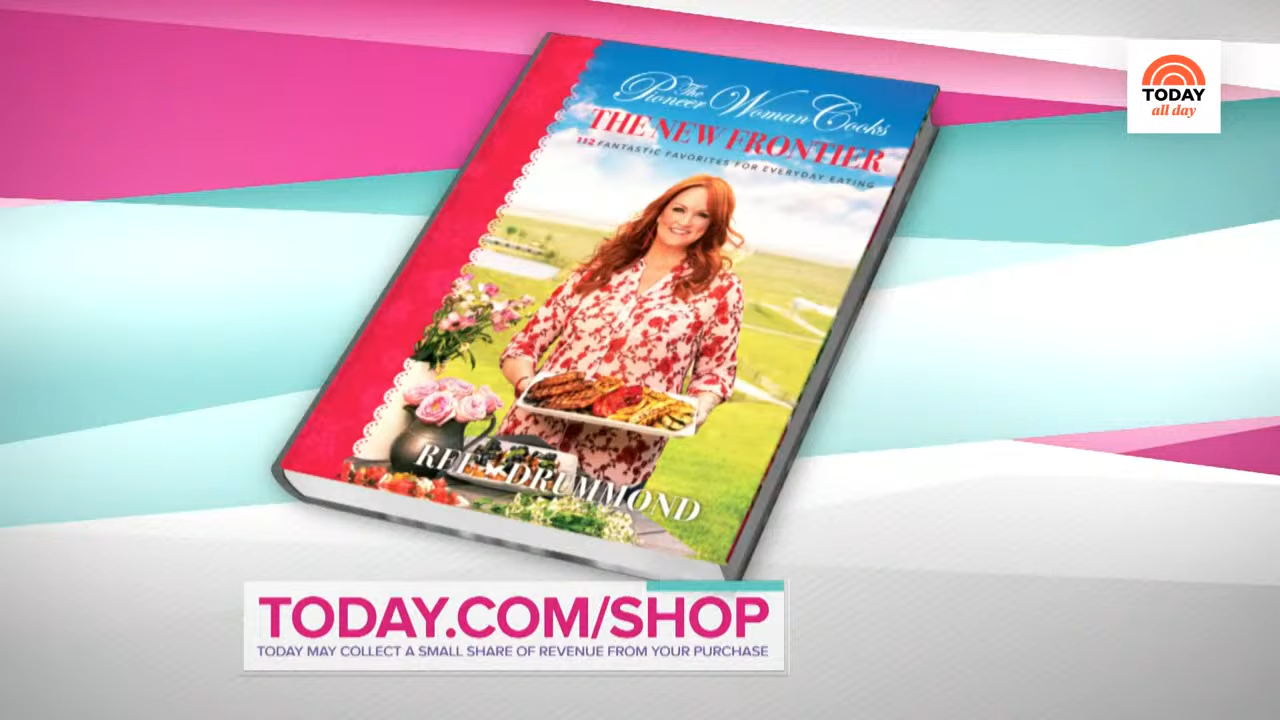 The Pioneer Woman Cooks
THE NEW FRONTIER
112 FANTASTIC FAVORITES FOR EVERYDAY EATING
REE DRUMMOND
TODAY
all day
TODAY.COM/SHOP
TODAY MAY COLLECT A SMALL SHARE OF REVENUE FROM YOUR PURCHASE